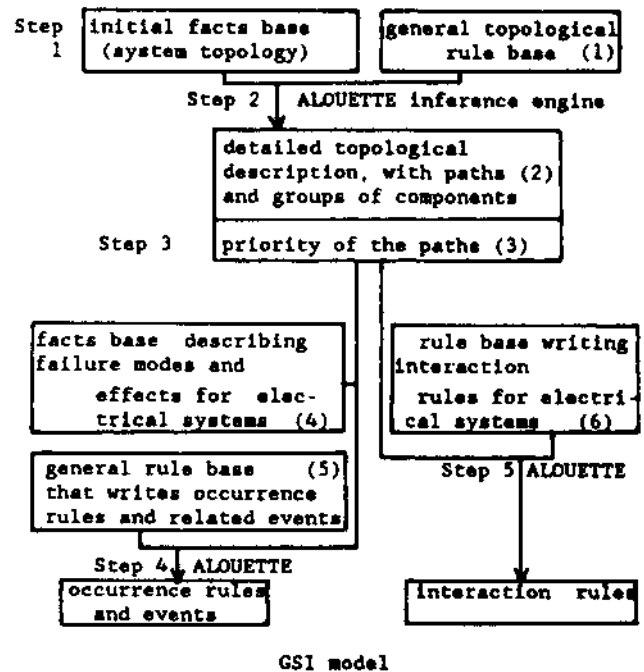 Step 1
initial facts base
(system topology)
general topological
rule base (1)
Step 2 ALOUETTE inference engine
detailed topological
description, with paths (2)
and groups of components
Step 3
priority of the paths (3)
facts base describing
failure modes and
effects for elec-
trical systems (4)
rule base writing
interaction
rules for electri-
cal systems (6)
general rule base (5)
that writes occurrence
rules and related events
Step 5 ALOUETTE
Step 4 ALOUETTE
occurrence rules
and events
interaction rules
GSI model